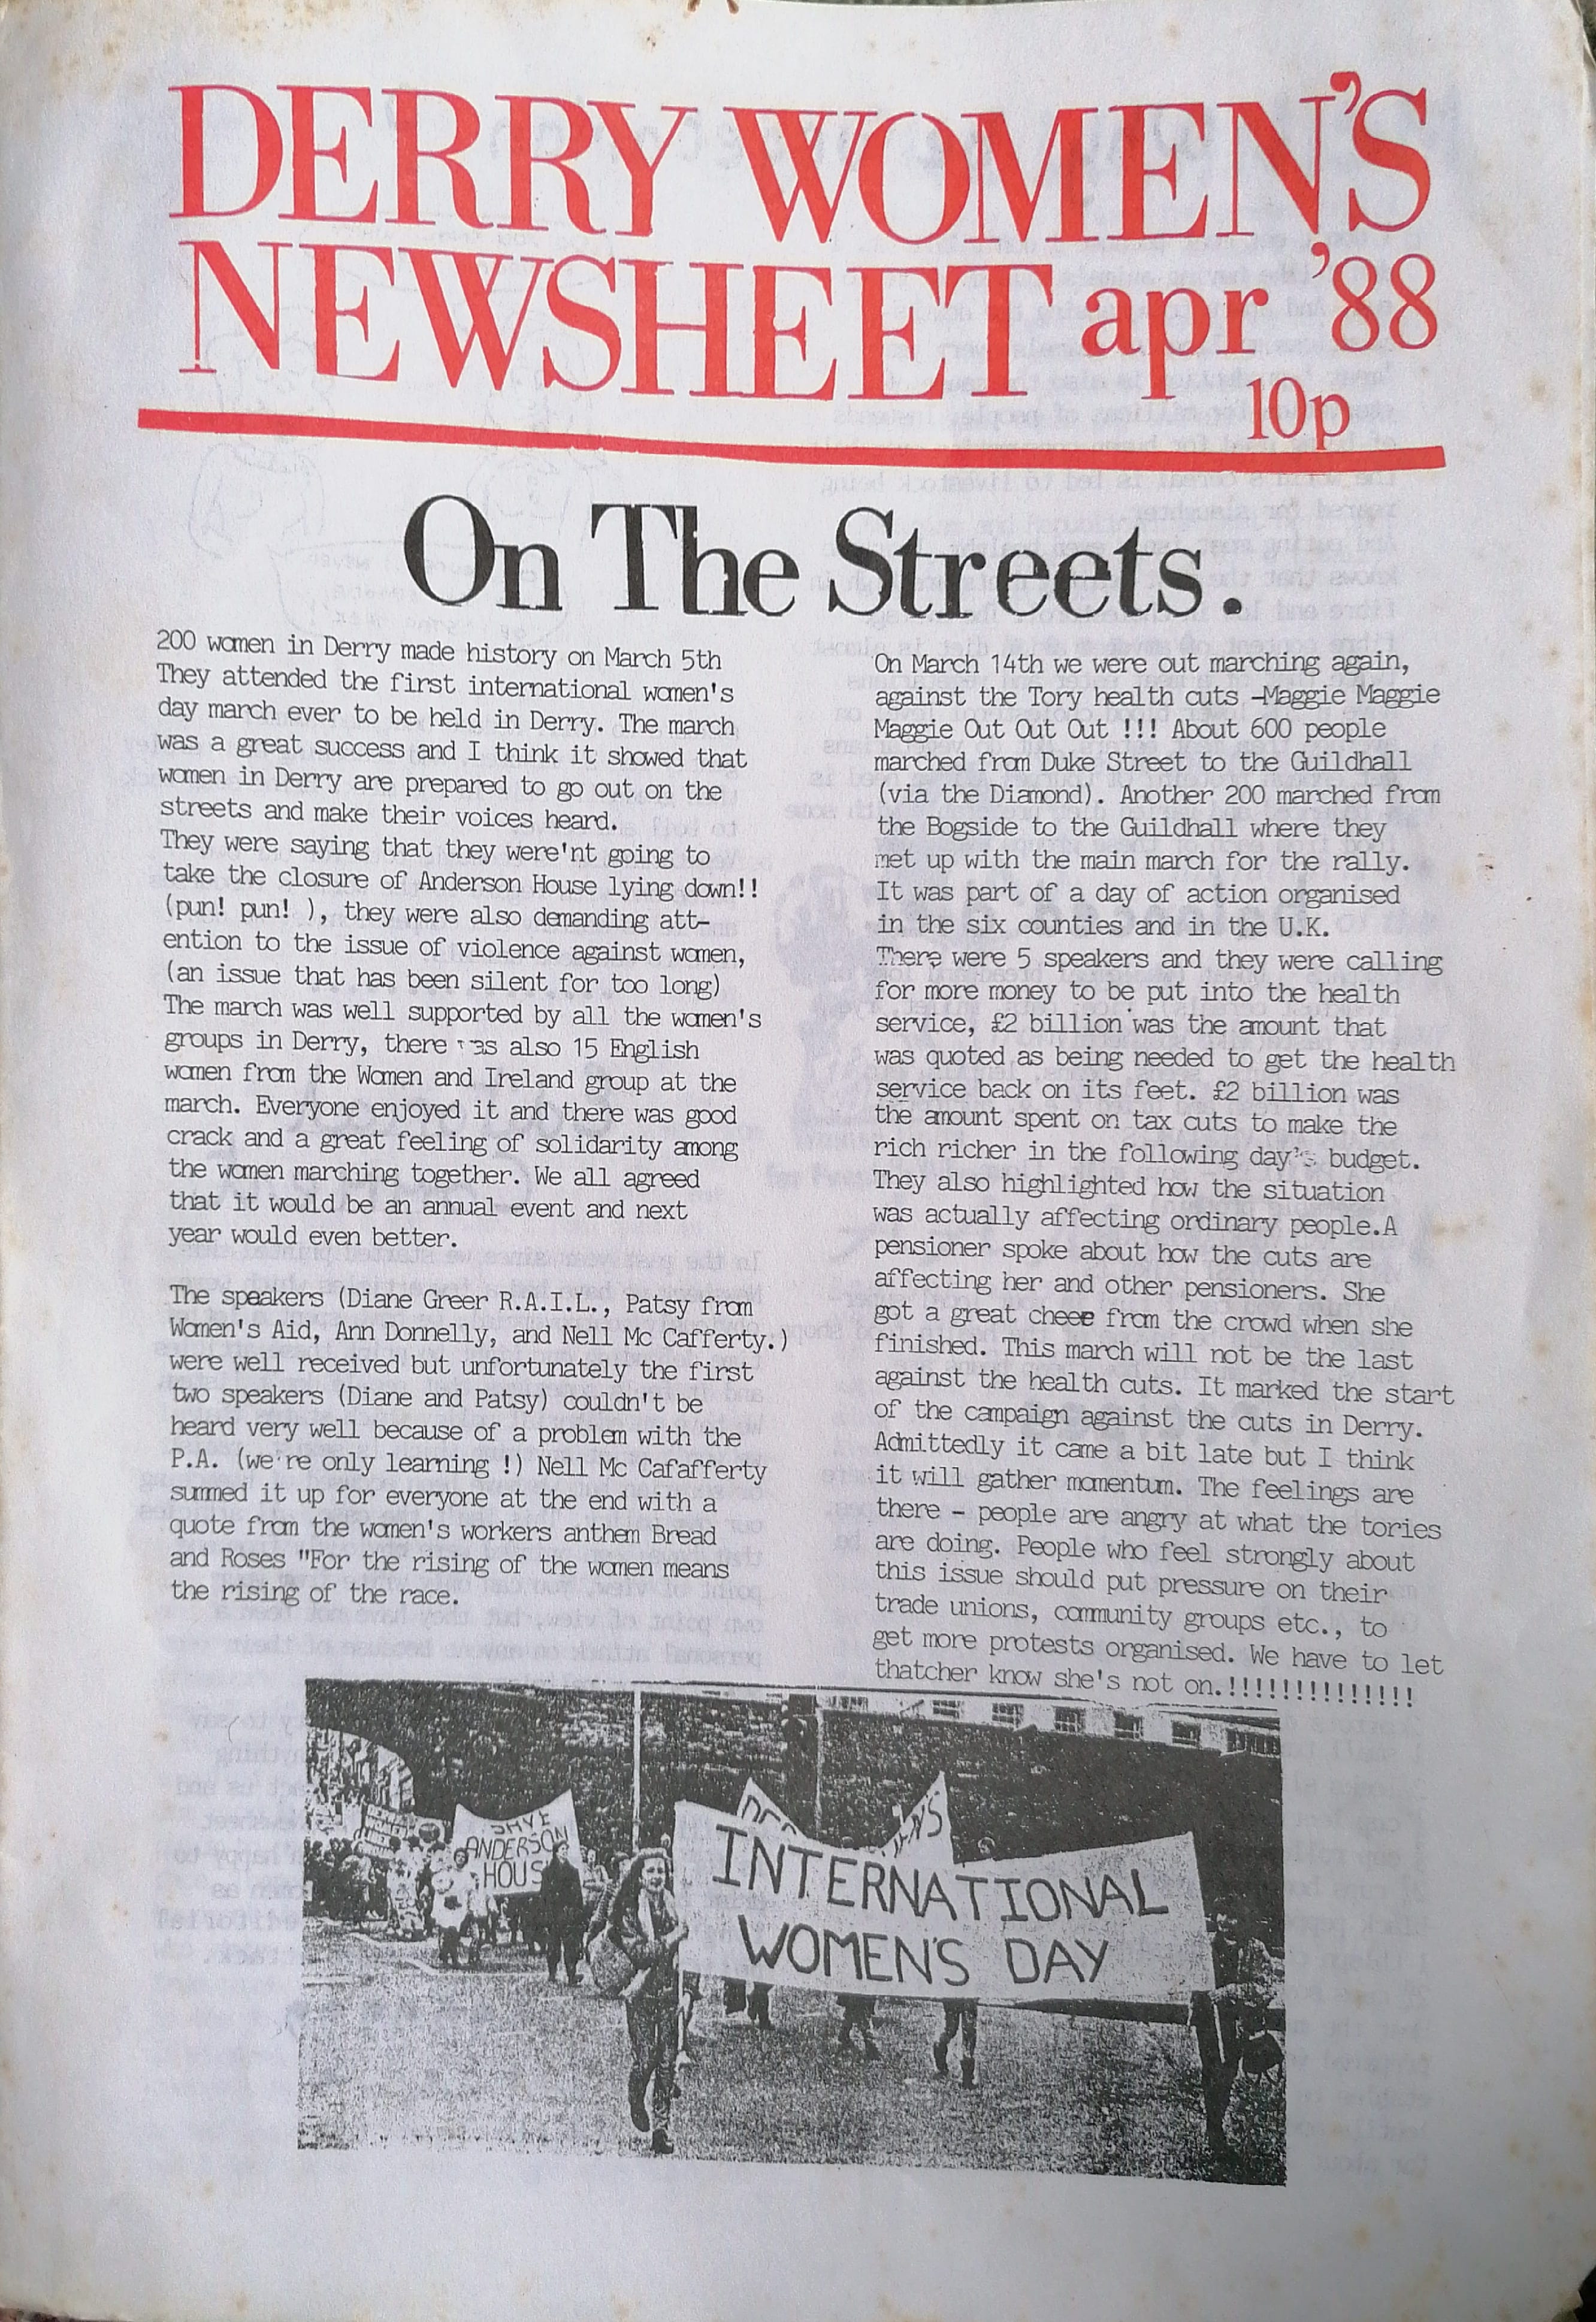 DERRY WOMEN'S
NEWSHEET apr '88
10p
On The Streets.
200 women in Derry made history on March 5th
They attended the first international women's
day march ever to be held in Derry. The march
was a great success and I think it showed that
women in Derry are prepared to go out on the
streets and make their voices heard.
They were saying that they were'nt going to
take the closure of Anderson House lying down!!
(pun! pun! ), they were also demanding att-
ention to the issue of violence against women,
(an issue that has been silent for too long)
The march was well supported by all the women's
groups in Derry, there was also 15 English
women from the Women and Ireland group at the
march. Everyone enjoyed it and there was good
crack and a great feeling of solidarity among
the women marching together. We all agreed
that it would be an annual event and next
year would even better.
The speakers (Diane Greer R.A.I.L., Patsy from
Women's Aid, Ann Donnelly, and Nell Mc Cafferty.)
were well received but unfortunately the first
two speakers (Diane and Patsy) couldn't be
heard very well because of a problem with the
P.A. (we're only learning !) Nell Mc Cafafferty
summed it up for everyone at the end with a
quote from the women's workers anthem Bread
and Roses "For the rising of the women means
the rising of the race.
On March 14th we were out marching again,
against the Tory health cuts -Maggie Maggie
Maggie Out Out Out !!! About 600 people
marched from Duke Street to the Guildhall
(via the Diamond). Another 200 marched from
the Bogside to the Guildhall where they
met up with the main march for the rally.
It was part of a day of action organised
in the six counties and in the U.K.
There were 5 speakers and they were calling
for more money to be put into the health
service, £2 billion was the amount that
was quoted as being needed to get the health
service back on its feet. £2 billion was
the amount spent on tax cuts to make the
rich richer in the following day's budget.
They also highlighted how the situation
was actually affecting ordinary people.A
pensioner spoke about how the cuts are
affecting her and other pensioners. She
got a great cheee from the crowd when she
finished. This march will not be the last
against the health cuts. It marked the start
of the campaign against the cuts in Derry.
Admittedly it came a bit late but I think
it will gather momentum. The feelings are
there - people are angry at what the tories
are doing. People who feel strongly about
this issue should put pressure on their
trade unions, community groups etc., to
get more protests organised. We have to let
thatcher know she's not on.!!!!!!!!!!!!!!
SAVE
ANDERSON
HOUSE
INTERNATIONAL
WOMEN'S DAY